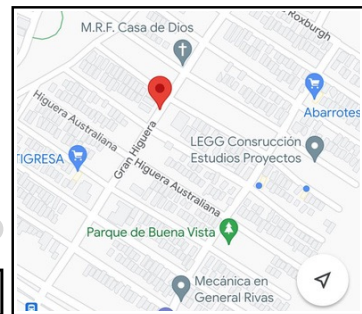 Roxburgh
M.R.F. Casa de Dios
Abarrotes
Higuera Australiana
LEGG Consrucción
Estudios Proyectos
TIGRESA
Gran Higuera
Higuera Australiana
Parque de Buena Vista
Mecánica en
General Rivas